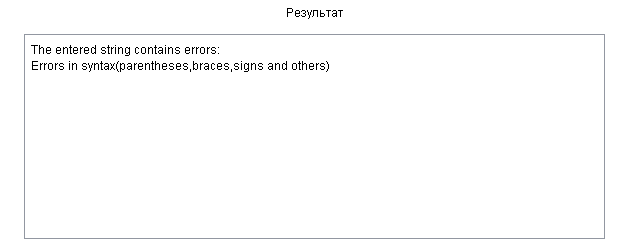 Результат
The entered string contains errors:
Errors in syntax(parentheses,braces,signs and others)